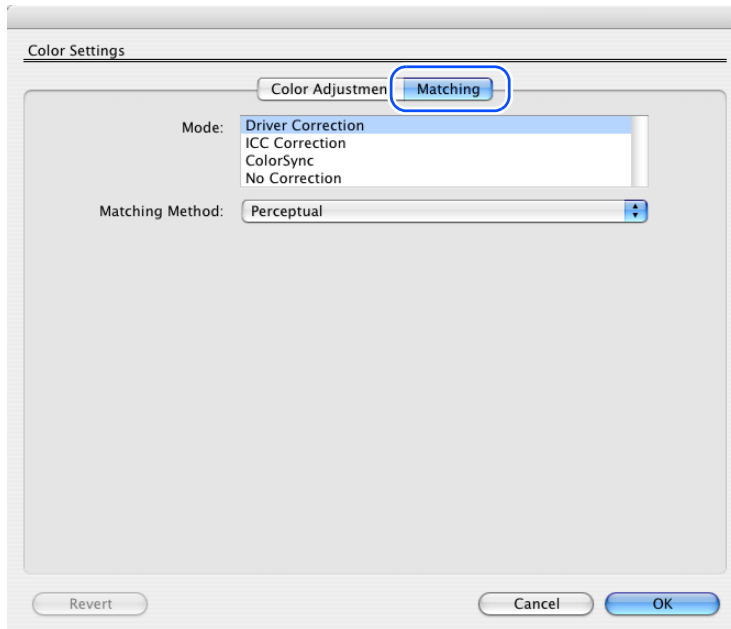 Color Settings
Color Adjustmen Matching
Mode: Driver Correction
ICC Correction
ColorSync
No Correction
Matching Method: Perceptual
Revert Cancel OK